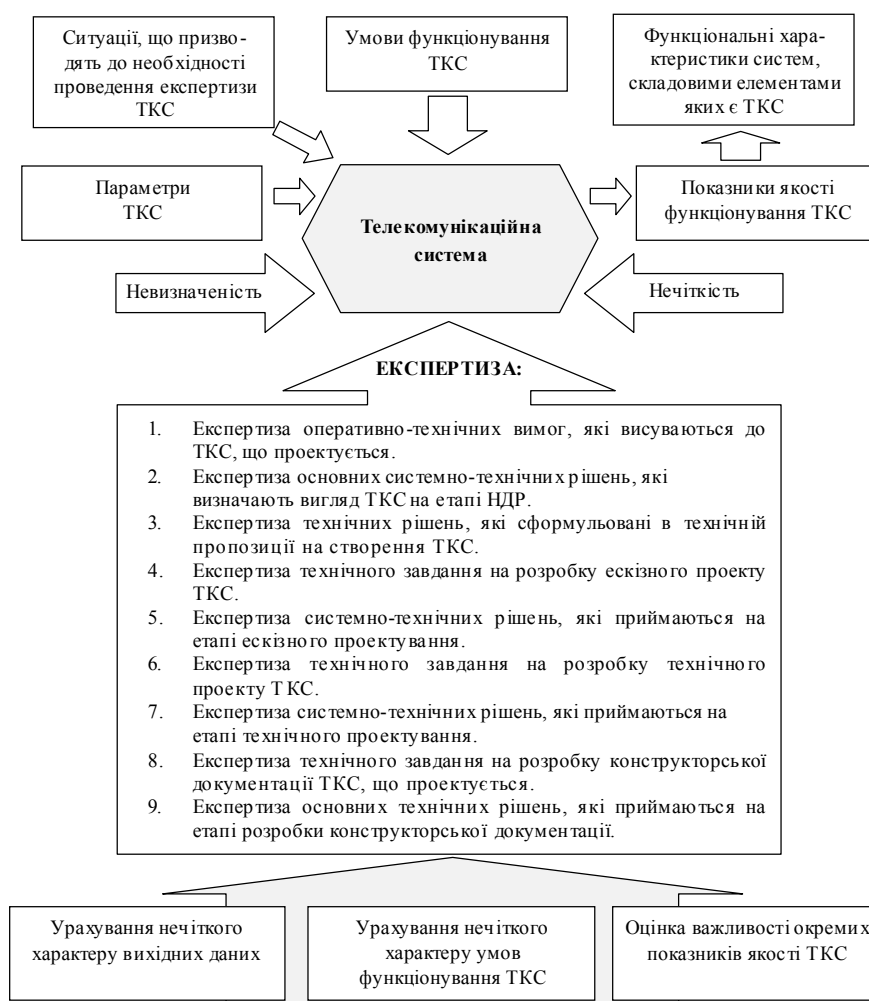 Ситуації, що призво-
дять до необхідності
проведення експертизи
ТКС
Умови функціонування
ТКС
Функціональні хара-
ктеристики систем,
складовими елементами
яких є ТКС
Параметри
ТКС
Телекомунікаційна
система
Показники якості
функціонування ТКС
Невизначеність
Нечіткість
ЕКСПЕРТИЗА:
1. Експертиза оперативно-технічних вимог, які висуваються до
ТКС, що проектується.
2. Експертиза основних системно-технічних рішень, які
визначають вигляд ТКС на етапі НДР.
3. Експертиза технічних рішень, які сформульовані в технічній
пропозиції на створення ТКС.
4. Експертиза технічного завдання на розробку ескізного проекту
ТКС.
5. Експертиза системно-технічних рішень, які приймаються на
етапі ескізного проектування.
6. Експертиза технічного завдання на розробку технічного
проекту ТКС.
7. Експертиза системно-технічних рішень, які приймаються на
етапі технічного проектування.
8. Експертиза технічного завдання на розробку конструкторської
документації ТКС, що проектується.
9. Експертиза основних технічних рішень, які приймаються на
етапі розробки конструкторської документації.
Урахування нечіткого
характеру вихідних даних
Урахування нечіткого
характеру умов
функціонування ТКС
Оцінка важливості окремих
показників якості ТКС